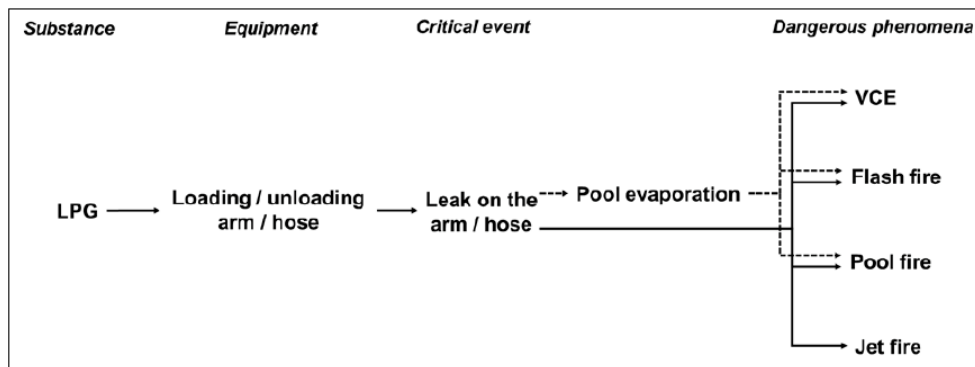 Substance Equipment Critical event Dangerous phenomena
VCE
Flash fire
LPG
Loading / unloading
arm / hose
Leak on the
arm / hose
Pool evaporation
Pool fire
Jet fire